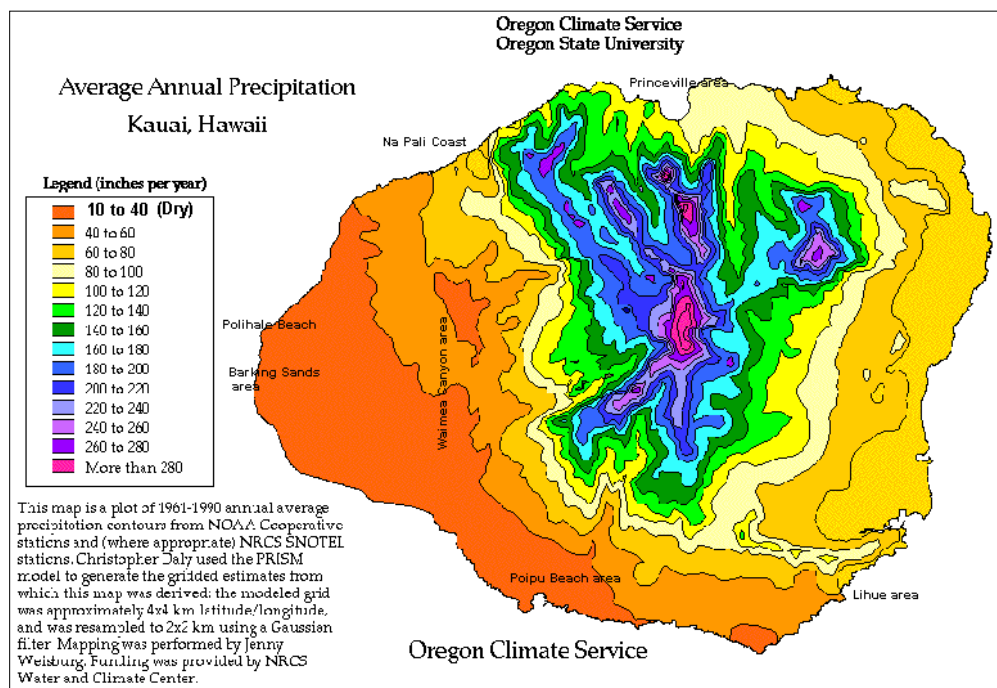 Oregon Climate Service
Oregon State University
Average Annual Precipitation
Kauai, Hawaii
Princeville area
Na Pali Coast
Legend (inches per year)
10 to 40 (Dry)
40 to 60
60 to 80
80 to 100
100 to 120
120 to 140
140 to 160
160 to 180
180 to 200
200 to 220
220 to 240
240 to 260
260 to 280
More than 280
Polihale Beach
Barking Sands
area
Waimea Canyon area
This map is a plot of 1961-1990 annual average
precipitation contours from NOAA Cooperative
stations and (where appropriate) NRCS SNOTEL
stations. Christopher Daly used the PRISM
model to generate the gridded estimates from
which this map was derived; the modeled grid
was approximately 4x4 km latitude/longitude,
and was resampled to 2x2 km using a Gaussian
filter. Mapping was performed by Jenny
Weisburg. Funding was provided by NRCS
Water and Climate Center.
Poipu Beach area
Lihue area
Oregon Climate Service